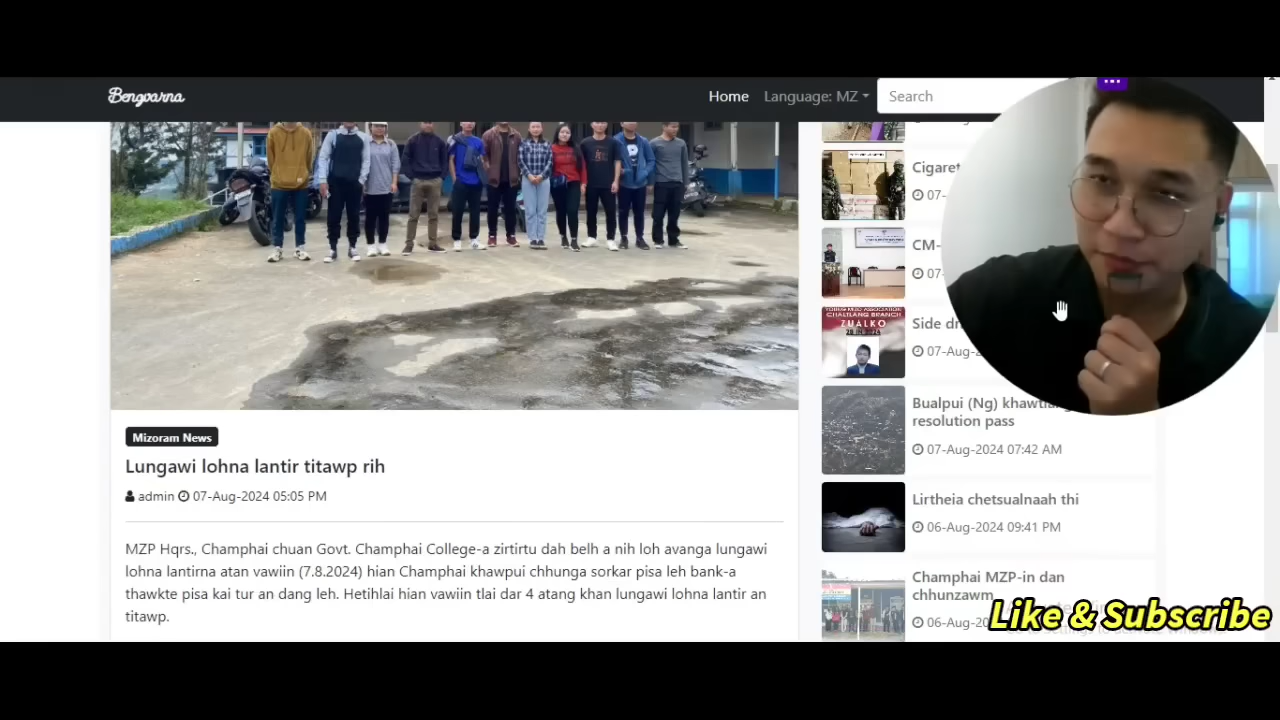 Bengvarna
Home
Language: MZ
Search
Mizoram News
Lungawi lohna lantir titawp rih
admin 07-Aug-2024 05:05 PM
MZP Hqrs., Champhai chuan Govt. Champhai College-a zirtirtu dah belh a nih loh avanga lungawi
lohna lantirna atan vawiin (7.8.2024) hian Champhai khawpui chhunga sorkar pisa leh bank-a
thawkte pisa kai tur an dang leh. Hetihlai hian vawiin tlai dar 4 atang khan lungawi lohna lantir an
titawp.
07-
CM-
07-
CHALTLANG BRANCH
ZUALKO
Side
07-Aug-2
Bualpui (Ng)
resolution pass
07-Aug-2024 07:42 AM
Lirtheia chetsualnaah thi
06-Aug-2024 09:41 PM
Champhai MZP-in dan
chhunzawm
06-Aug-20
Like & Subscribe